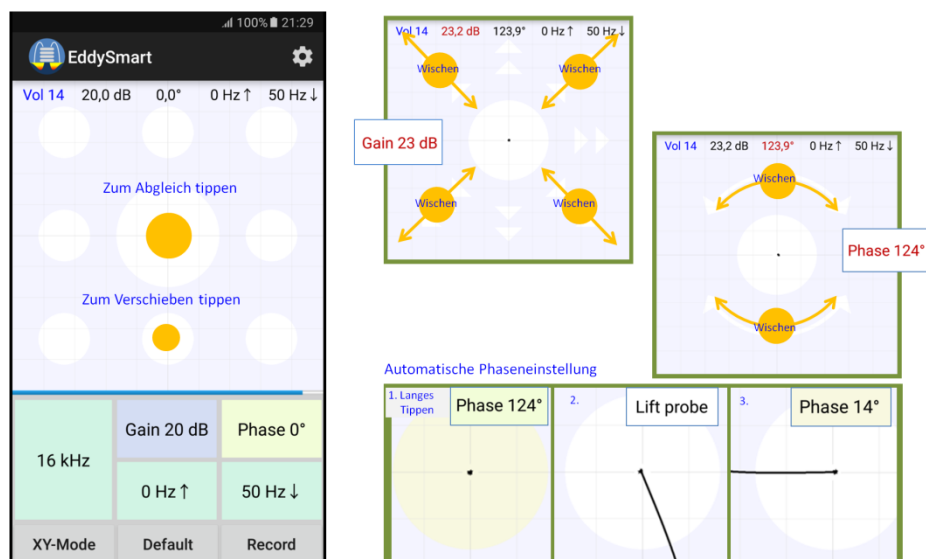 100% 21:29
EddySmart
Vol 14 20,0 dB 0,0° 0 Hz↑ 50 Hz↓
Zum Abgleich tippen
Zum Verschieben tippen
16 kHz
Gain 20 dB
Phase 0°
0 Hz↑
50 Hz↓
XY-Mode
Default
Record
Vol 14 23,2 dB 123,9° 0 Hz↑ 50 Hz↓
Wischen
Wischen
Gain 23 dB
Wischen
Wischen
Vol 14 23,2 dB 123,9° 0 Hz↑ 50 Hz↓
Wischen
Phase 124°
Wischen
Automatische Phaseneinstellung
1. Langes
Tippen
Phase 124°
2.
Lift probe
3.
Phase 14°